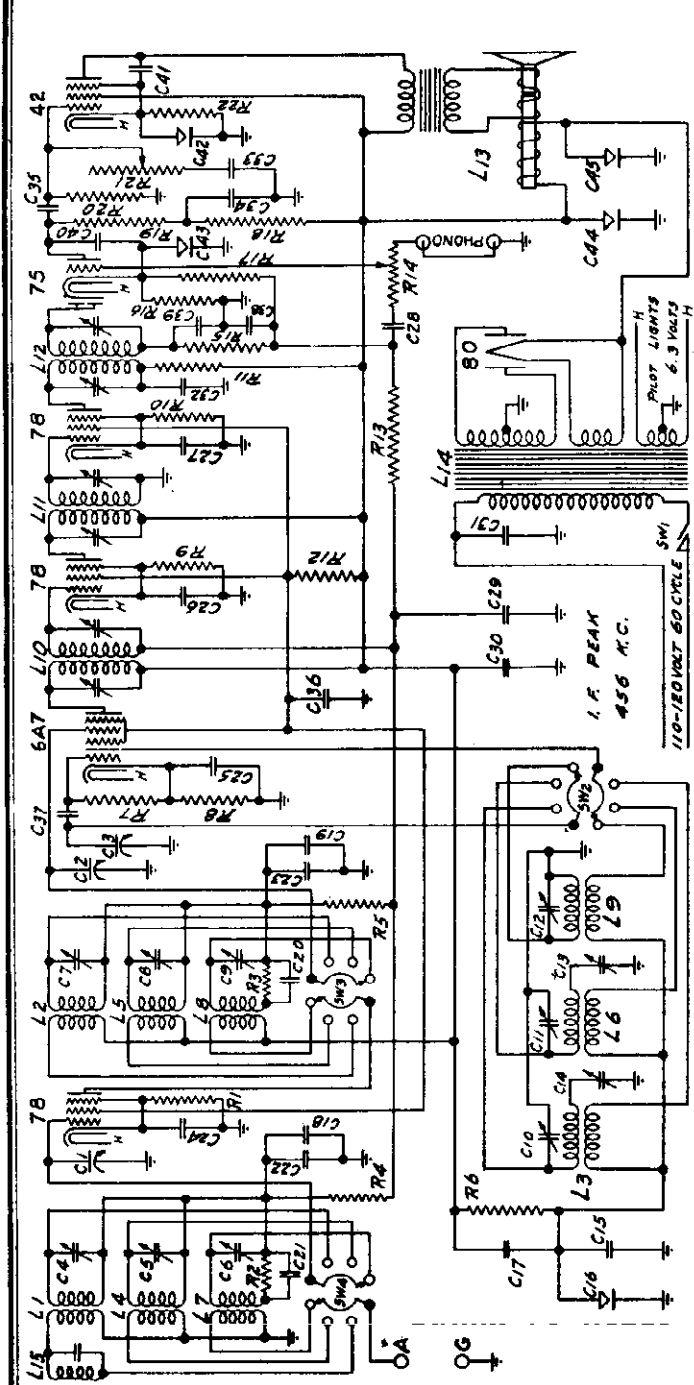 42
C41
R22
C42
C35
R21
C33
R20
C34
C40
R19
R18
C43
75
R17
PHONO
R14
R16
C39
C38
R15
C28
L12
R11
C32
78
R10
C27
R13
L11
78
R9
C26
R12
L10
C29
C30
C36
6A7
C37
R7
R8
C25
C2
C3
L2
C7
L5
C8
L8
C9
R3
C20
C23
C19
R5
SW3
78
C1
R1
C24
C22
C18
R4
L1
C4
L4
C5
L7
C6
R2
C21
SW4
L15
A
G
L13
C45
C44
80
L14
PILOT LIGHTS
6.3 VOLTS
H
H
C31
SW1
110-120 VOLT 60 CYCLE
I.F. PEAK
456 K.C.
SW2
C12
L9
C13
C11
L6
C14
C10
L3
R6
C17
C15
C16
H
H
H
H
H
H